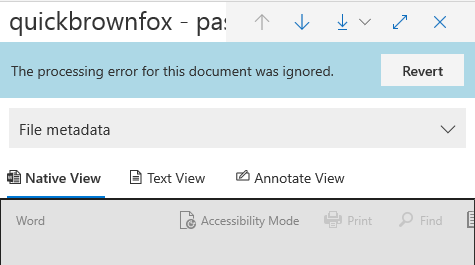 quickbrownfox - pas
The processing error for this document was ignored.
Revert
File metadata
Native View Text View Annotate View
Word Accessibility Mode Print Find